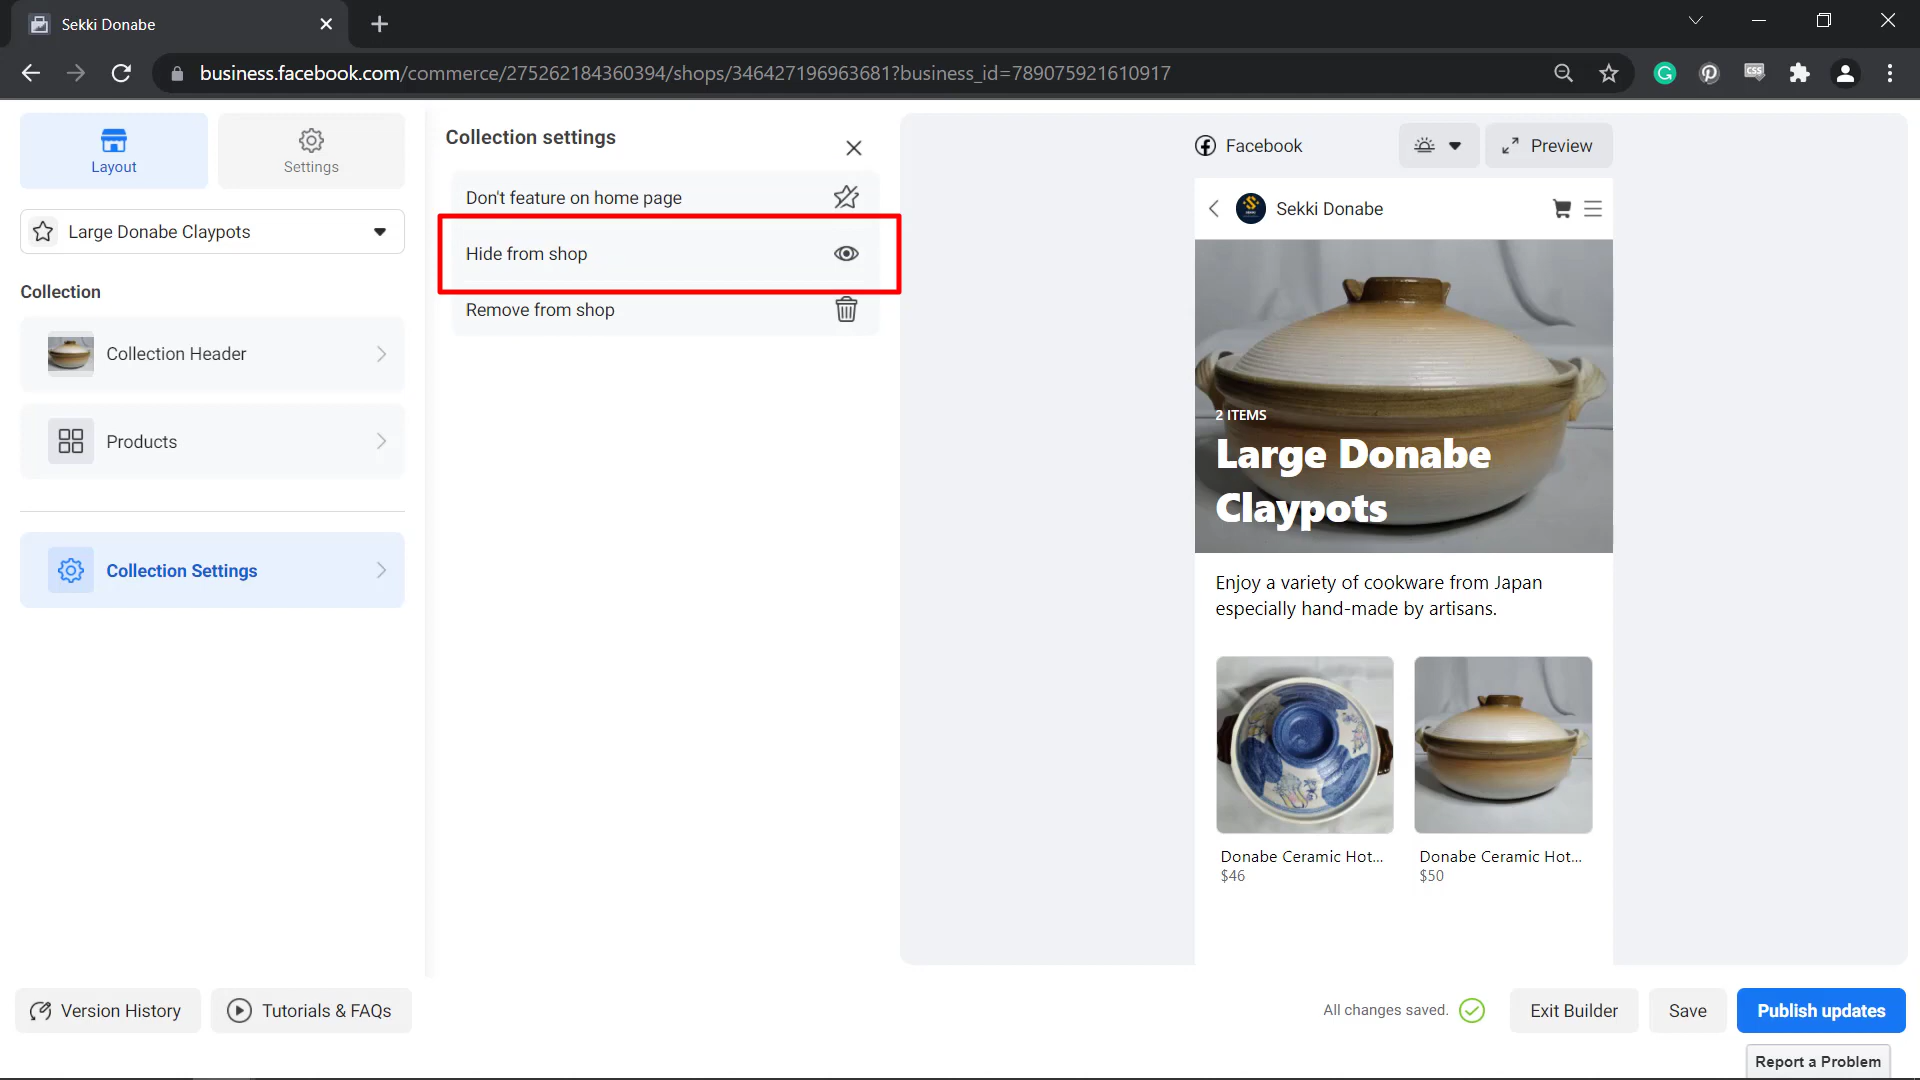 Sekki Donabe
business.facebook.com/commerce/275262184360394/shops/346427196963681?business_id=789075921610917
Layout
Settings
Large Donabe Claypots
Collection
Collection Header
Products
Collection Settings
Collection settings
Don't feature on home page
Hide from shop
Remove from shop
Facebook
Preview
Sekki Donabe
2 ITEMS
Large Donabe
Claypots
Enjoy a variety of cookware from Japan
especially hand-made by artisans.
Donabe Ceramic Hot...
$46
Donabe Ceramic Hot...
$50
Version History
Tutorials & FAQs
All changes saved.
Exit Builder
Save
Publish updates
Report a Problem